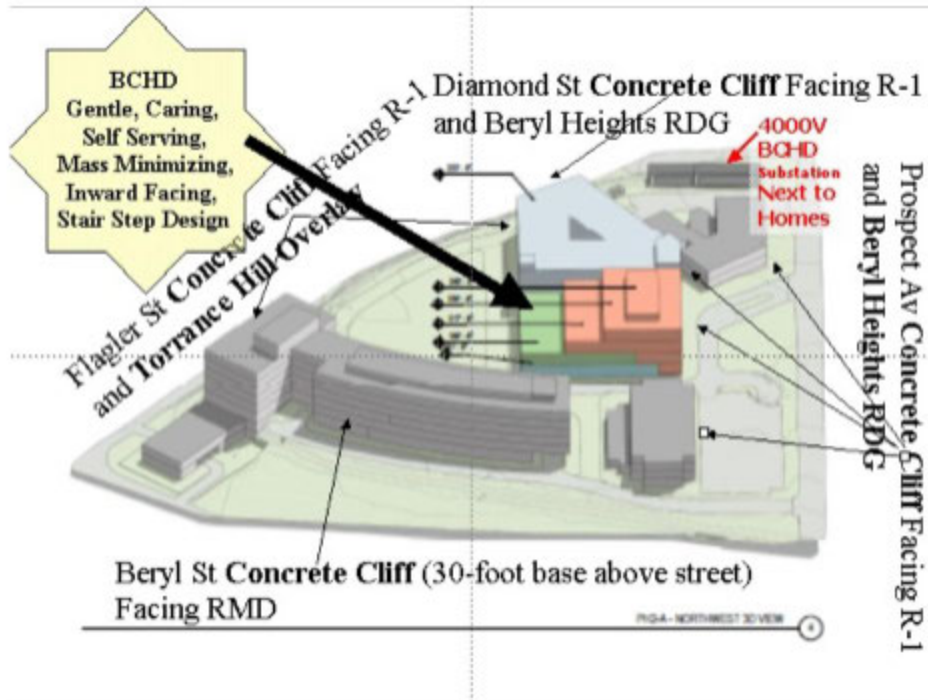 BCHD
Gentle, Caring,
Self Serving,
Mass Minimizing,
Inward Facing,
Stair Step Design
Diamond St Concrete Cliff Facing R-1
and Beryl Heights RDG
4000V
BCHD
Substation
Next to
Homes
Flagler St Concrete Cliff Facing R-1
and Torrance Hill Overlay
Prospect Av Concrete Cliff Facing R-1
and Beryl Heights RDG
Beryl St Concrete Cliff (30-foot base above street)
Facing RMD
NORTHWEST 3D VIEW